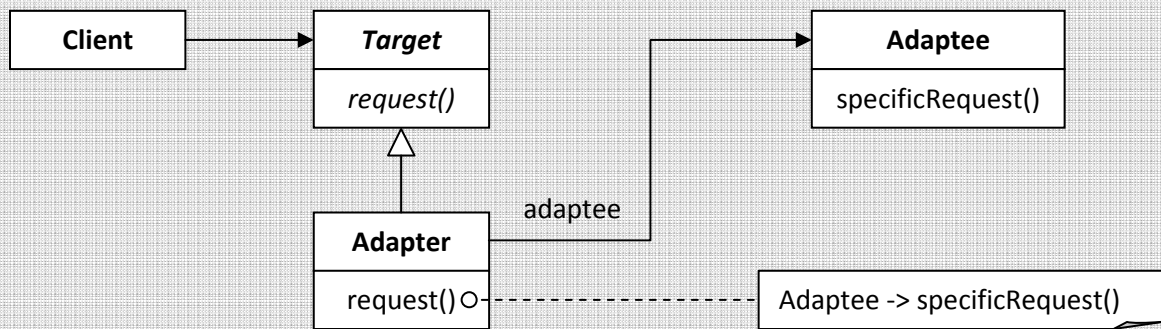 Client
Target
request()
Adaptee
specificRequest()
adaptee
Adapter
request()
Adaptee -> specificRequest()